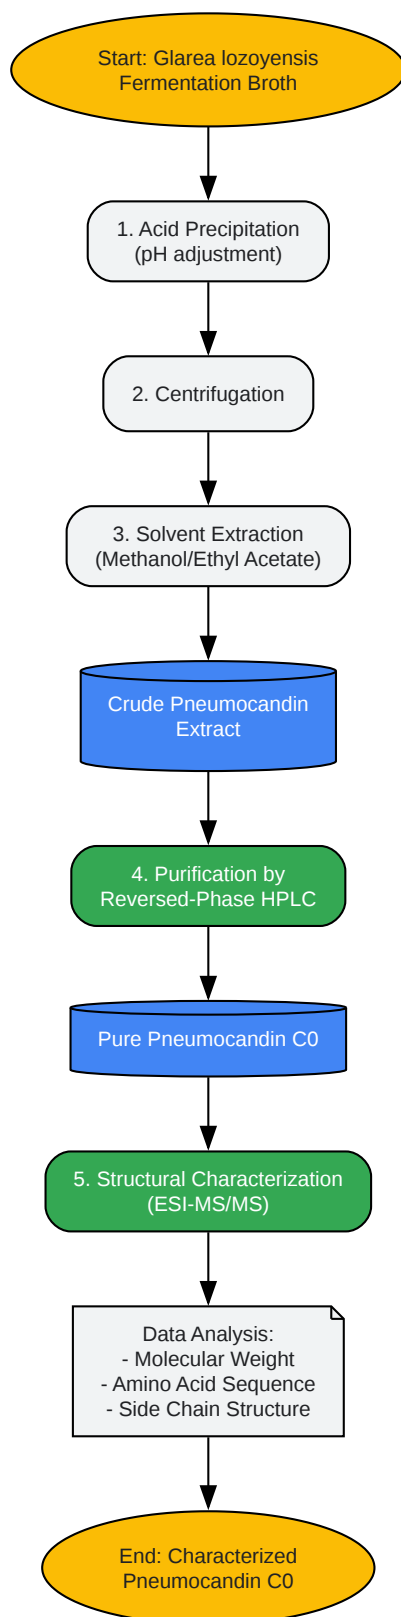 Start: Glarea lozoyensis
Fermentation Broth
1. Acid Precipitation
(pH adjustment)
2. Centrifugation
3. Solvent Extraction
(Methanol/Ethyl Acetate)
Crude Pneumocandin
Extract
4. Purification by
Reversed-Phase HPLC
Pure Pneumocandin C0
5. Structural Characterization
(ESI-MS/MS)
Data Analysis:
- Molecular Weight
- Amino Acid Sequence
- Side Chain Structure
End: Characterized
Pneumocandin C0